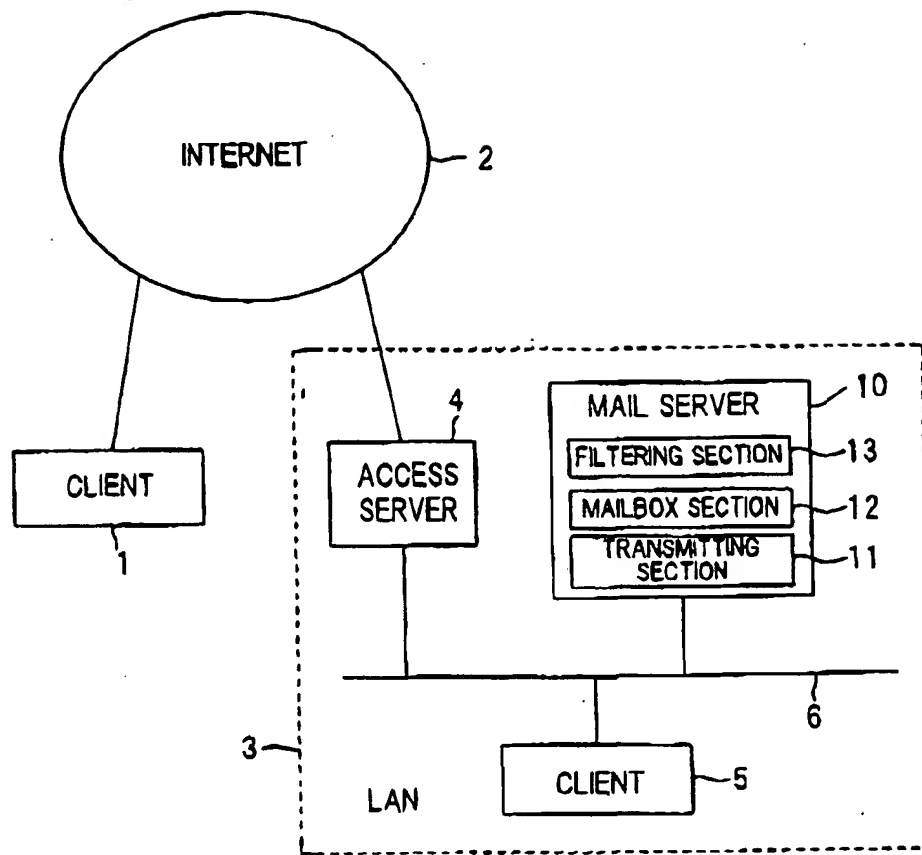 INTERNET
2
4
MAIL SERVER
10
FILTERING SECTION
13
MAILBOX SECTION
12
TRANSMITTING
SECTION
11
ACCESS
SERVER
CLIENT
1
6
3
CLIENT
5
LAN